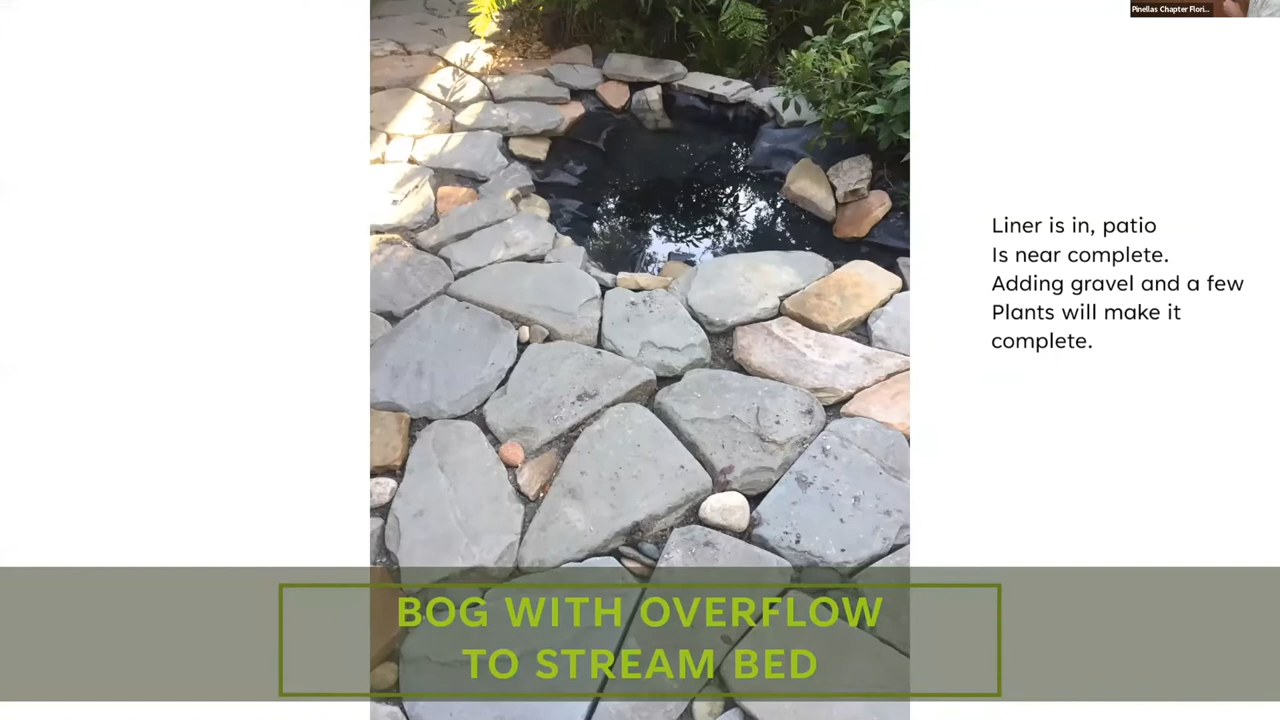 Pinellas Chapter Flori...
Liner is in, patio
Is near complete.
Adding gravel and a few
Plants will make it
complete.
BOG WITH OVERFLOW
TO STREAM BED